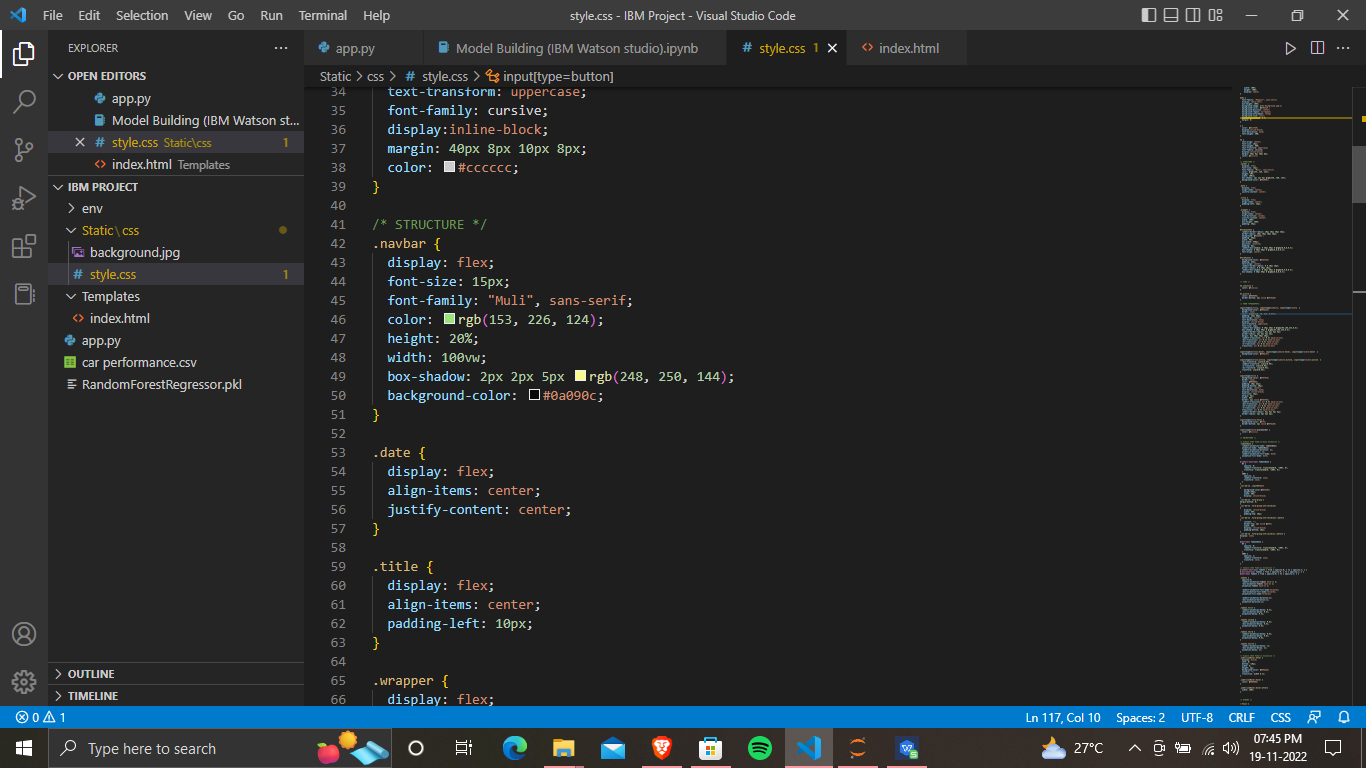 File Edit Selection View Go Run Terminal Help
style.css - IBM Project - Visual Studio Code
EXPLORER
OPEN EDITORS
app.py
Model Building (IBM Watson st...
style.css Static\css 1
index.html Templates
IBM PROJECT
env
Static\css
background.jpg
style.css 1
Templates
index.html
app.py
car performance.csv
RandomForestRegressor.pkl
OUTLINE
TIMELINE
app.py Model Building (IBM Watson studio).ipynb style.css 1 index.html
Static > css > # style.css > input[type=button]
34 text-transform: uppercase;
35 font-family: cursive;
36 display:inline-block;
37 margin: 40px 8px 10px 8px;
38 color: #cccccc;
39 }
40
41 /* STRUCTURE */
42 .navbar {
43 display: flex;
44 font-size: 15px;
45 font-family: "Muli", sans-serif;
46 color: rgb(153, 226, 124);
47 height: 20%;
48 width: 100vw;
49 box-shadow: 2px 2px 5px rgb(248, 250, 144);
50 background-color: #0a090c;
51 }
52
53 .date {
54 display: flex;
55 align-items: center;
56 justify-content: center;
57 }
58
59 .title {
60 display: flex;
61 align-items: center;
62 padding-left: 10px;
63 }
64
65 .wrapper {
66 display: flex;
0 1 Ln 117, Col 10 Spaces: 2 UTF-8 CRLF CSS
Type here to search
27°C
07:45 PM
19-11-2022